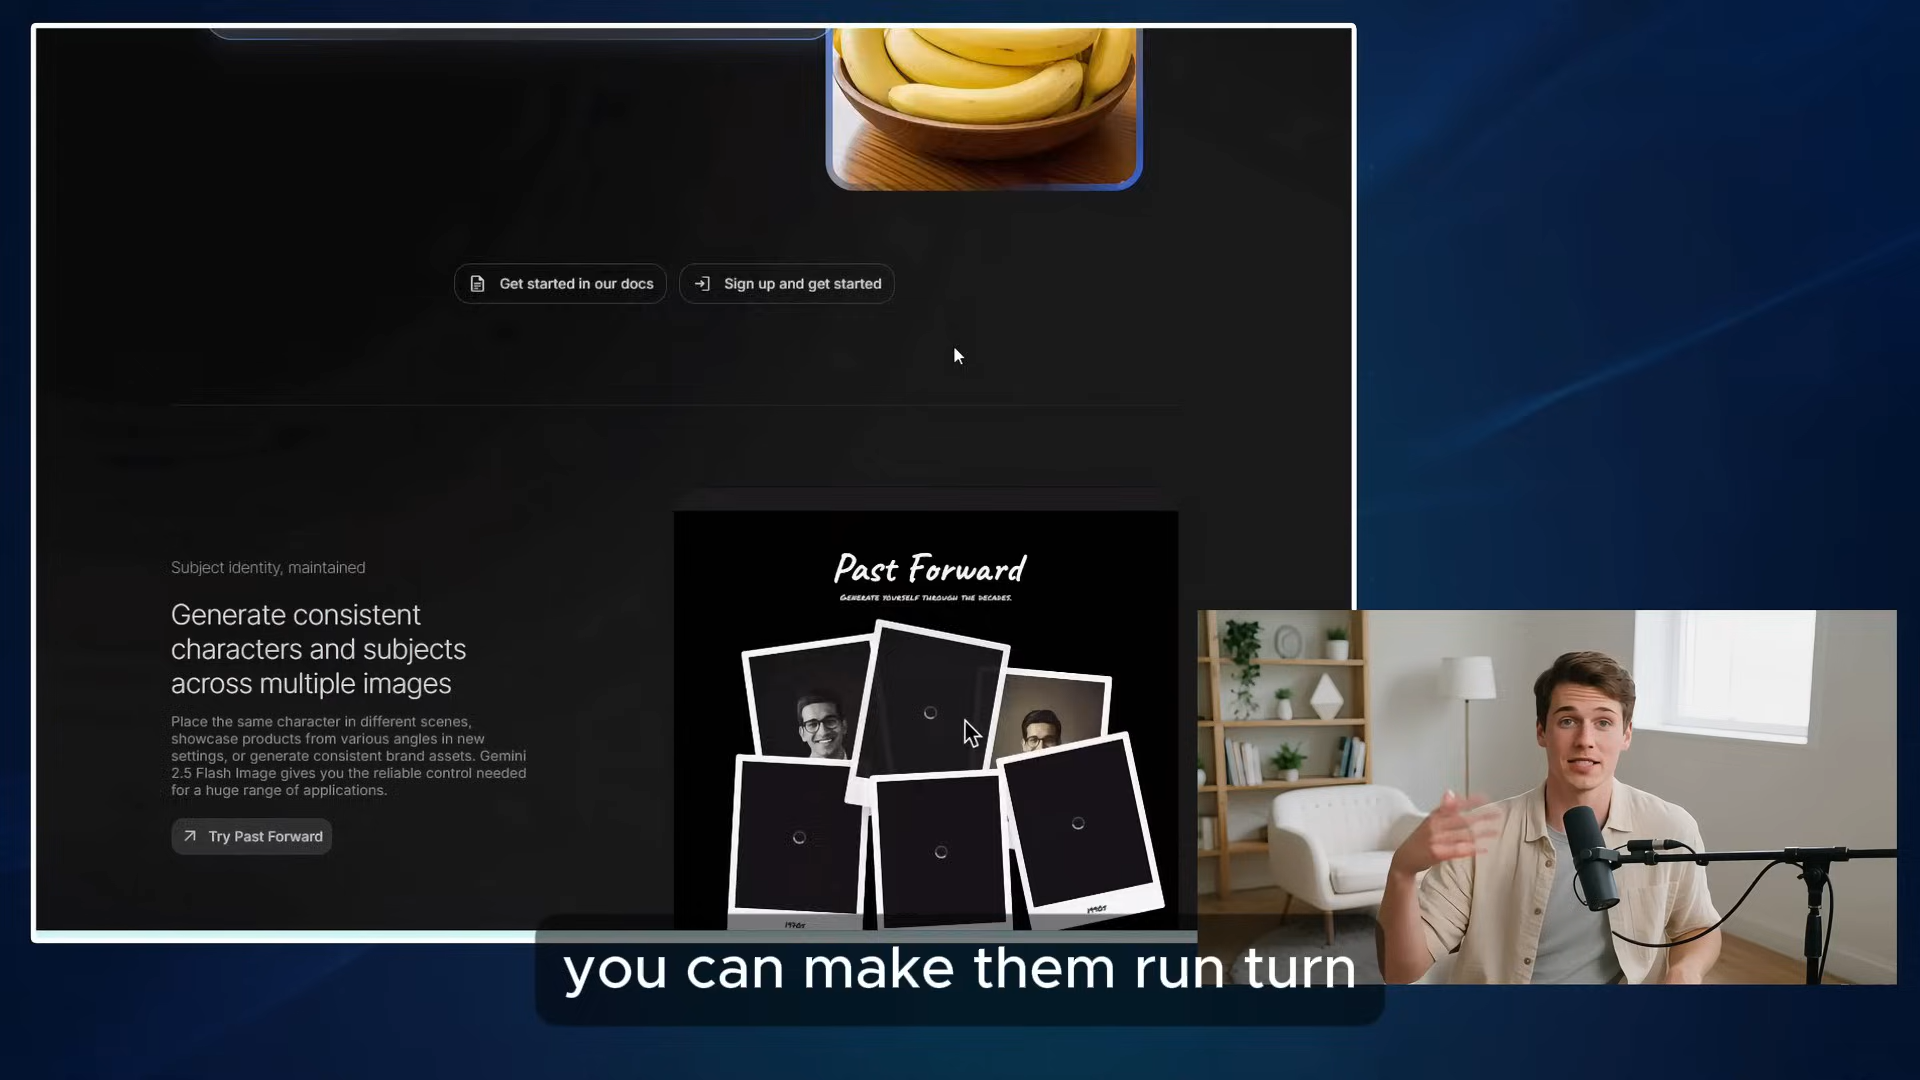 Get started in our docs
Sign up and get started
Subject identity, maintained
Generate consistent
characters and subjects
across multiple images
Place the same character in different scenes,
showcase products from various angles in new
settings, or generate consistent brand assets. Gemini
2.5 Flash Image gives you the reliable control needed
for a huge range of applications.
Try Past Forward
Past Forward
GENERATE YOURSELF THROUGH THE DECADES.
1970s
1990s
you can make them run turn